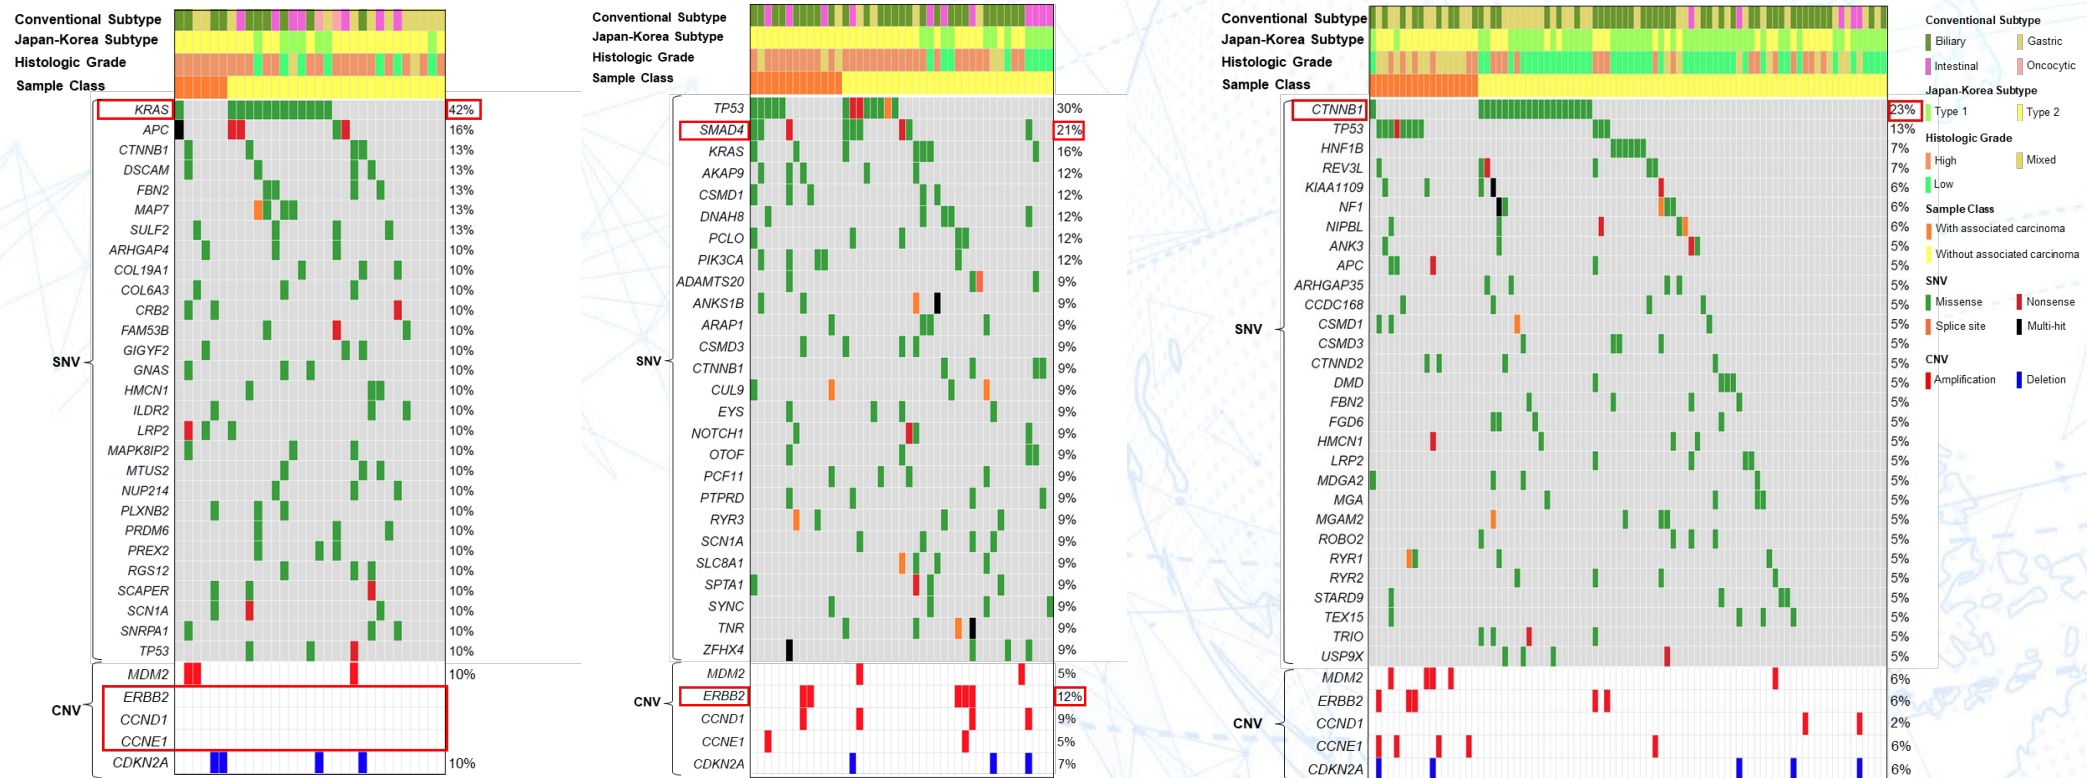 Conventional Subtype
Japan-Korea Subtype
Histologic Grade
Sample Class
KRAS 42%
APC 16%
CTNNB1 13%
DSCAM 13%
FBN2 13%
MAP7 13%
SULF2 13%
ARHGAP4 10%
COL19A1 10%
COL6A3 10%
CRB2 10%
FAM53B 10%
GIGYF2 10%
SNV
GNAS 10%
HMCN1 10%
ILDR2 10%
LRP2 10%
MAPK8IP2 10%
MTUS2 10%
NUP214 10%
PLXNB2 10%
PRDM6 10%
PREX2 10%
RGS12 10%
SCAPER 10%
SCN1A 10%
SNRPA1 10%
TP53 10%
MDM2 10%
ERBB2
CNV
CCND1
CCNE1
CDKN2A 10%
Conventional Subtype
Japan-Korea Subtype
Histologic Grade
Sample Class
TP53 30%
SMAD4 21%
KRAS 16%
AKAP9 12%
CSMD1 12%
DNAH8 12%
PCLO 12%
PIK3CA 12%
ADAMTS20 9%
ANKS1B 9%
ARAP1 9%
CSMD3 9%
SNV
CTNNB1 9%
CUL9 9%
EYS 9%
NOTCH1 9%
OTOF 9%
PCF11 9%
PTPRD 9%
RYR3 9%
SCN1A 9%
SLC8A1 9%
SPTA1 9%
SYNC 9%
TNR 9%
ZFHX4 9%
MDM2 5%
ERBB2 12%
CNV
CCND1 9%
CCNE1 5%
CDKN2A 7%
Conventional Subtype
Japan-Korea Subtype
Histologic Grade
Sample Class
CTNNB1 23%
TP53 13%
HNF1B 7%
REV3L 7%
KIAA1109 6%
NF1 6%
NIPBL 6%
ANK3 5%
APC 5%
ARHGAP35 5%
CCDC168 5%
CSMD1 5%
SNV
CSMD3 5%
CTNND2 5%
DMD 5%
FBN2 5%
FGD6 5%
HMCN1 5%
LRP2 5%
MDGA2 5%
MGA 5%
MGAM2 5%
ROBO2 5%
RYR1 5%
RYR2 5%
STARD9 5%
TEX15 5%
TRIO 5%
USP9X 5%
MDM2 6%
ERBB2 6%
CNV
CCND1 2%
CCNE1 6%
CDKN2A 6%
Conventional Subtype
Biliary Gastric
Intestinal Oncocytic
Japan-Korea Subtype
Type 1 Type 2
Histologic Grade
High Mixed
Low
Sample Class
With associated carcinoma
Without associated carcinoma
SNV
Missense Nonsense
Splice site Multi-hit
CNV
Amplification Deletion